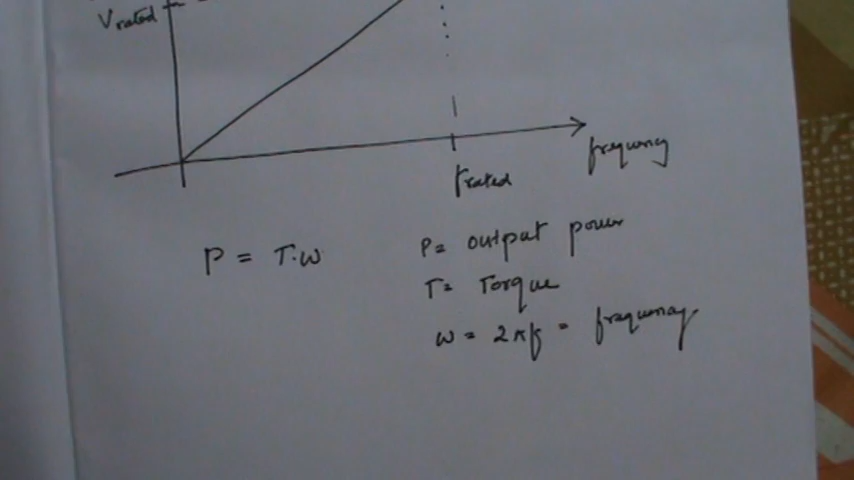 Vrated
frequency
frated
P = T.ω
P= output power
T= Torque
ω = 2πf = frequency